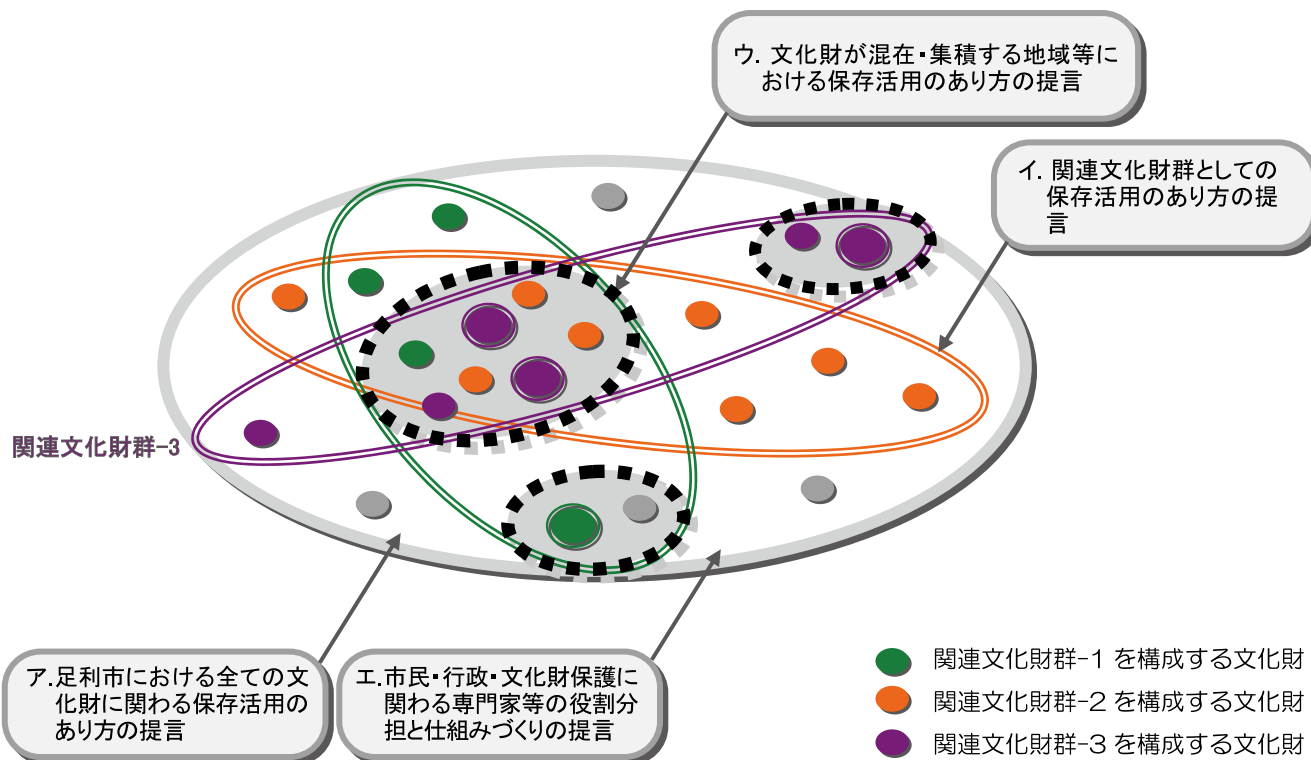 ウ. 文化財が混在・集積する地域等に
おける保存活用のあり方の提言
イ. 関連文化財群としての
保存活用のあり方の提
言
関連文化財群-3
ア.足利市における全ての文
化財に関わる保存活用の
あり方の提言
エ.市民・行政・文化財保護に
関わる専門家等の役割分
担と仕組みづくりの提言
関連文化財群-1 を構成する文化財
関連文化財群-2 を構成する文化財
関連文化財群-3 を構成する文化財